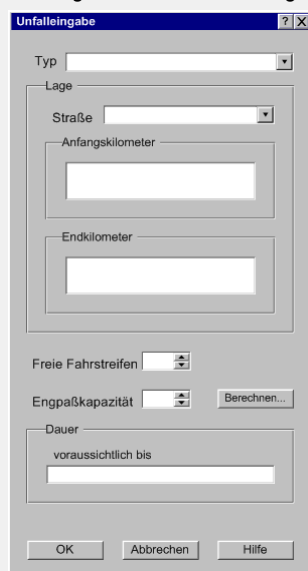 Unfalleingabe
Typ
Lage
Straße
Anfangskilometer
Endkilometer
Freie Fahrstreifen
Engpaßkapazität Berechnen...
Dauer
voraussichtlich bis
OK Abbrechen Hilfe